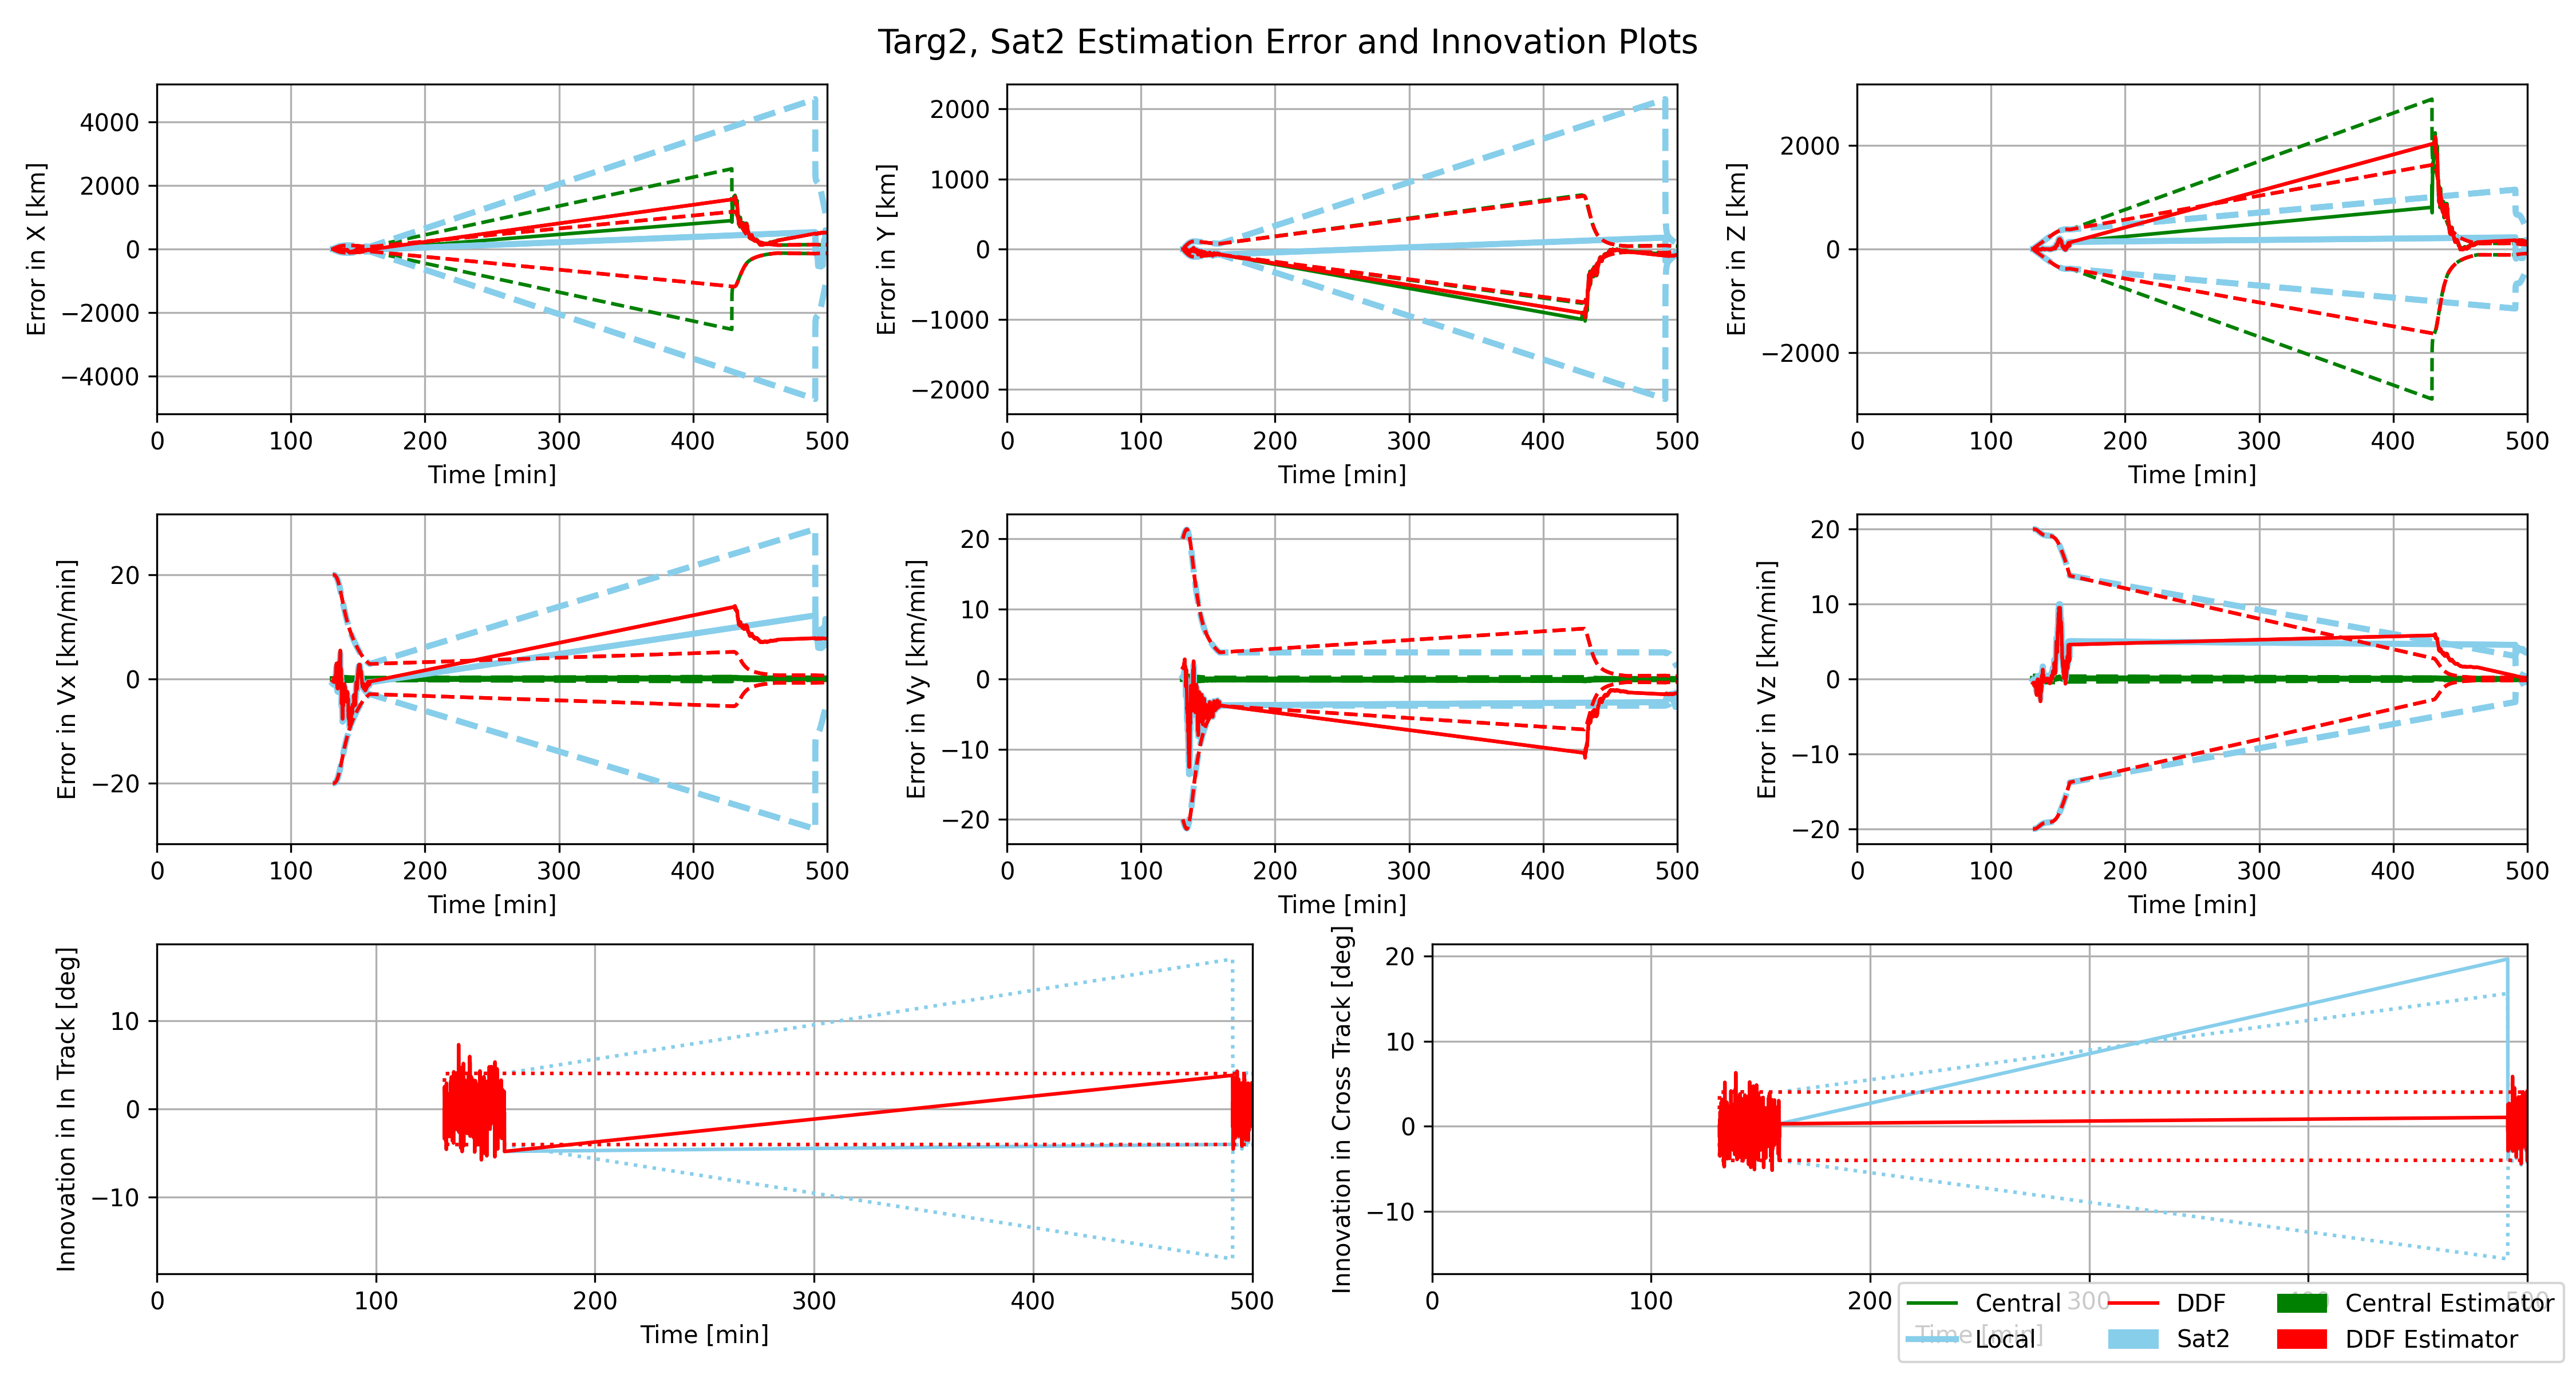 Targ2, Sat2 Estimation Error and Innovation Plots
Error in X [km]
4000
2000
0
−2000
−4000
0 100 200 300 400 500
Time [min]
Error in Y [km]
2000
1000
0
−1000
−2000
0 100 200 300 400 500
Time [min]
Error in Z [km]
2000
0
−2000
0 100 200 300 400 500
Time [min]
Error in Vx [km/min]
20
0
−20
0 100 200 300 400 500
Time [min]
Error in Vy [km/min]
20
10
0
−10
−20
0 100 200 300 400 500
Time [min]
Error in Vz [km/min]
20
10
0
−10
−20
0 100 200 300 400 500
Time [min]
Innovation in In Track [deg]
10
0
−10
0 100 200 300 400 500
Time [min]
Innovation in Cross Track [deg]
20
10
0
−10
0 100 200 300 400 500
Time [min]
Central DDF Central Estimator
Local Sat2 DDF Estimator